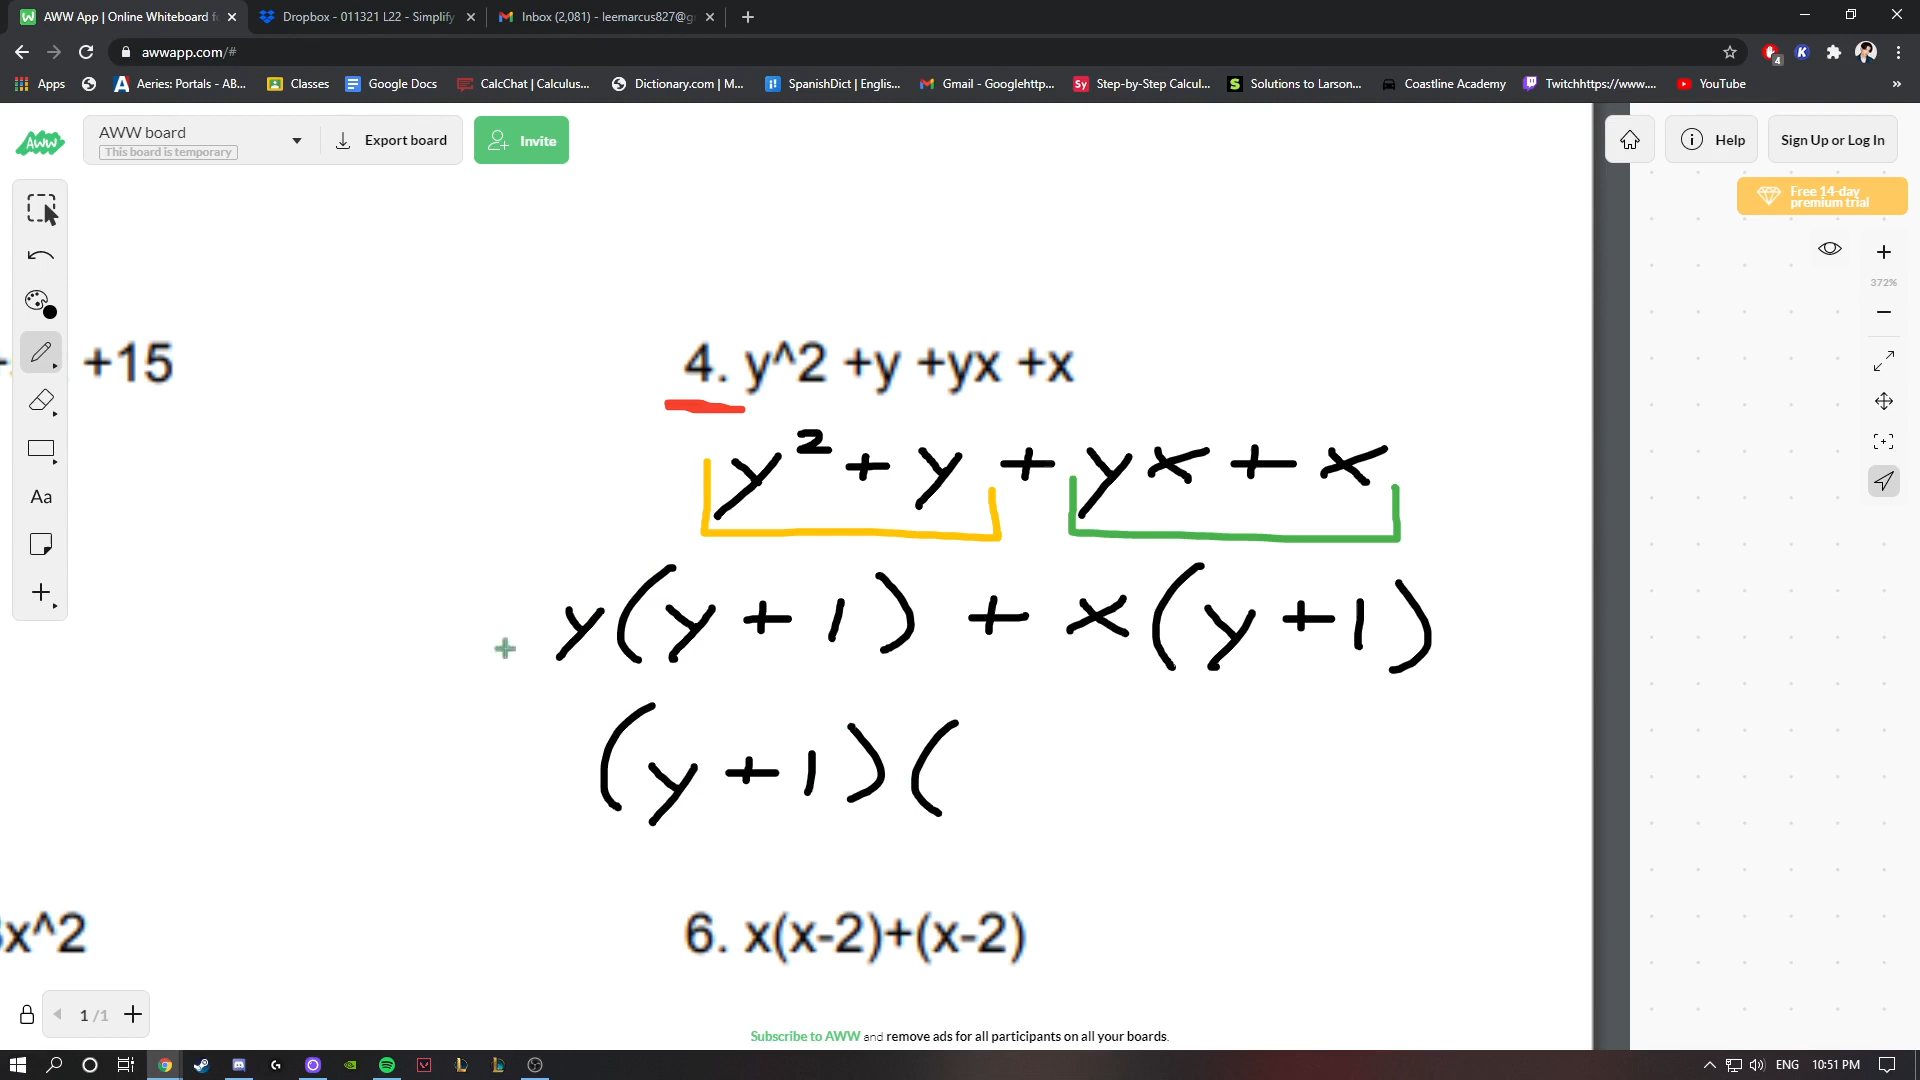 AWW App | Online Whiteboard f
Dropbox - 011321 L22 - Simplify
Inbox (2,081) - leemarcus827@g
awwapp.com/#
4
K
Apps
Aeries: Portals - AB...
Classes
Google Docs
CalcChat | Calculus...
Dictionary.com | M...
SpanishDict | Englis...
Gmail - Googlehttp...
Sy Step-by-Step Calcul...
S Solutions to Larson...
Coastline Academy
Twitchhttps://www....
YouTube
»
AWW
AWW board
This board is temporary
Export board
Invite
Help
Sign Up or Log In
Free 14-day
premium trial
372%
Aa
+15
4. y^2 +y +yx +x
y² + y + yx + x
y(y + 1) + x(y + 1)
(y + 1)(
x^2
6. x(x-2)+(x-2)
1 /1
Subscribe to AWW and remove ads for all participants on all your boards.
ENG
10:51 PM